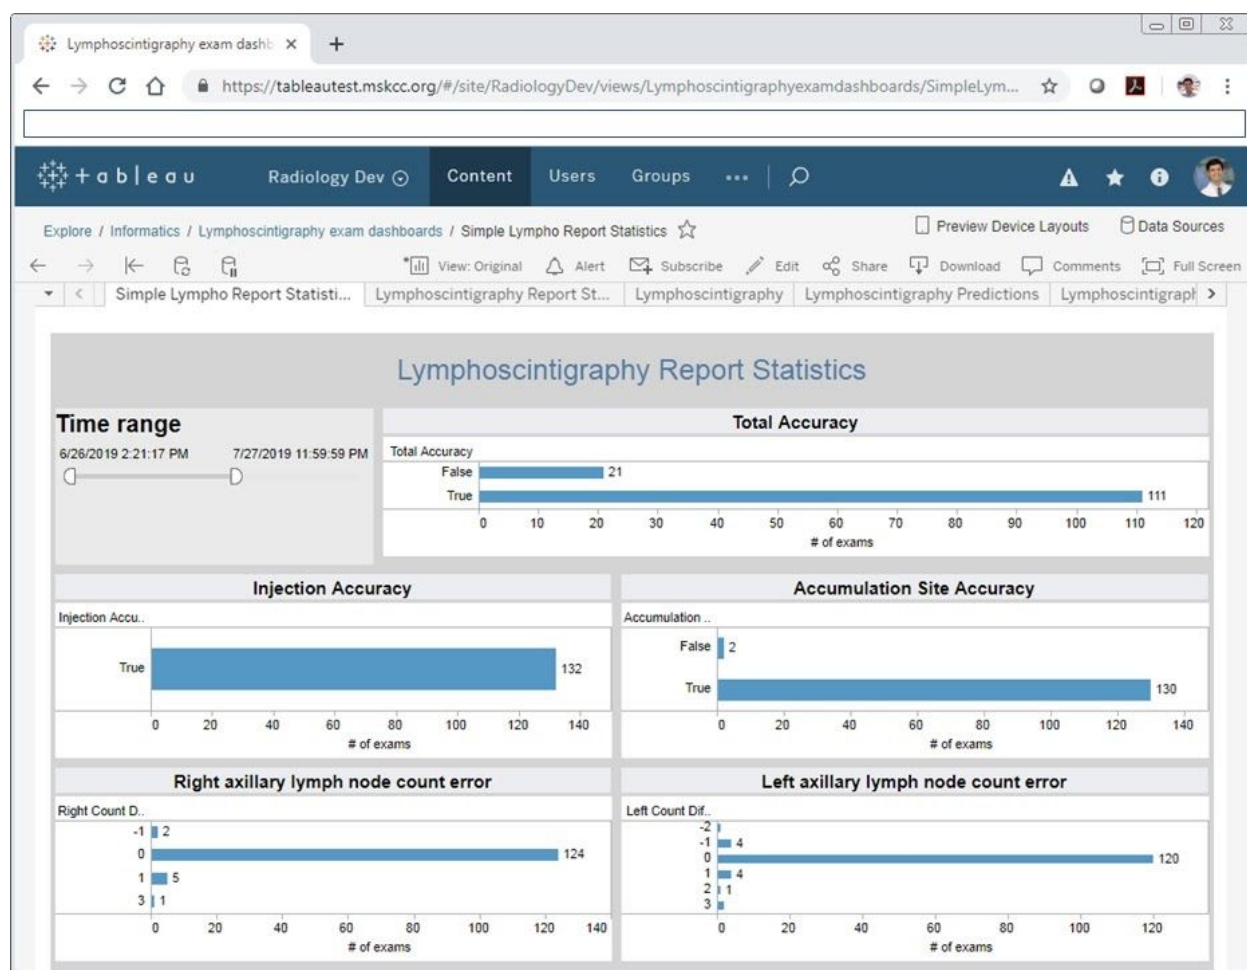 Lymphoscintigraphy exam dashb
https://tableautest.mskcc.org/#/site/RadiologyDev/views/Lymphoscintigraphyexamdashboards/SimpleLym...
tableau Radiology Dev Content Users Groups
Explore / Informatics / Lymphoscintigraphy exam dashboards / Simple Lympho Report Statistics Preview Device Layouts Data Sources
View: Original Alert Subscribe Edit Share Download Comments Full Screen
Simple Lympho Report Statisti... Lymphoscintigraphy Report St... Lymphoscintigraphy Lymphoscintigraphy Predictions Lymphoscintigraph
Lymphoscintigraphy Report Statistics
Time range
6/26/2019 2:21:17 PM 7/27/2019 11:59:59 PM
Total Accuracy
Total Accuracy
False 21
True 111
0 10 20 30 40 50 60 70 80 90 100 110 120
# of exams
Injection Accuracy
Injection Accu..
True 132
0 20 40 60 80 100 120 140
# of exams
Accumulation Site Accuracy
Accumulation ..
False 2
True 130
0 20 40 60 80 100 120 140
# of exams
Right axillary lymph node count error
Right Count D..
-1 2
0 124
1 5
3 1
0 20 40 60 80 100 120 140
# of exams
Left axillary lymph node count error
Left Count Dif..
-2
-1 4
0 120
1 4
2 1
3
0 20 40 60 80 100 120
# of exams